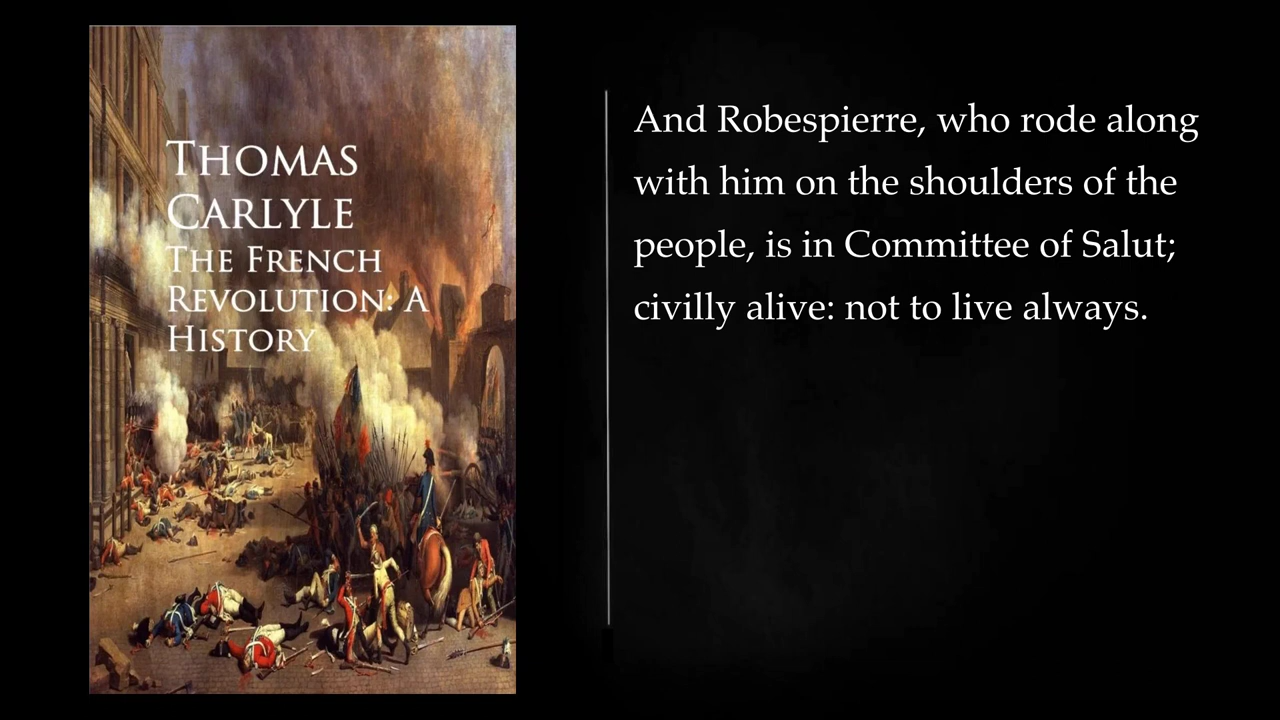 THOMAS
CARLYLE
THE FRENCH
REVOLUTION: A
HISTORY
And Robespierre, who rode along
with him on the shoulders of the
people, is in Committee of Salut;
civilly alive: not to live always.